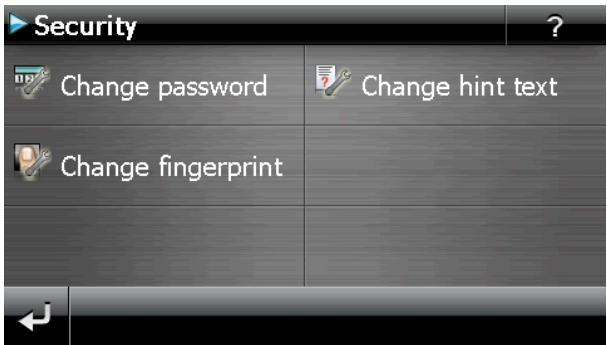 Security
?
Change password
Change hint text
Change fingerprint